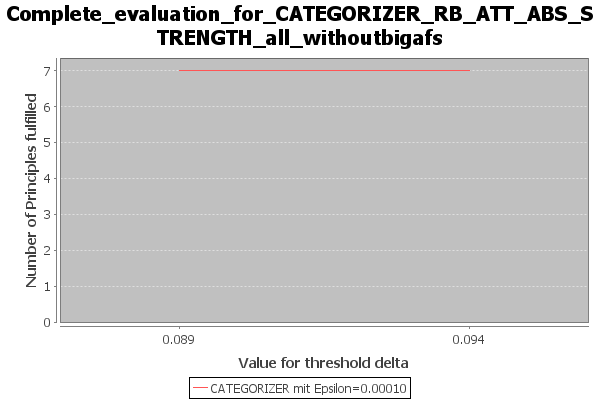 Complete_evaluation_for_CATEGORIZER_RB_ATT_ABS_S
TRENGTH_all_withoutbigafs
Number of Principles fulfilled
7
6
5
4
3
2
1
0
0.089
0.094
Value for threshold delta
CATEGORIZER mit Epsilon=0.00010